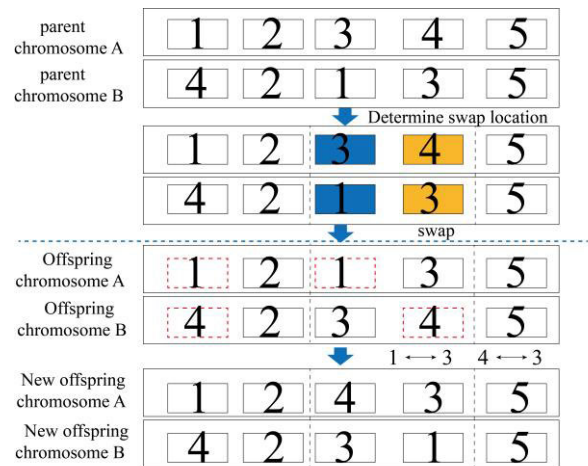 parent
chromosome A
1 2 3 4 5
parent
chromosome B
4 2 1 3 5
Determine swap location
1 2 3 4 5
4 2 1 3 5
swap
Offspring
chromosome A
1 2 1 3 5
Offspring
chromosome B
4 2 3 4 5
1 ↔ 3 4 ↔ 3
New offspring
chromosome A
1 2 4 3 5
New offspring
chromosome B
4 2 3 1 5